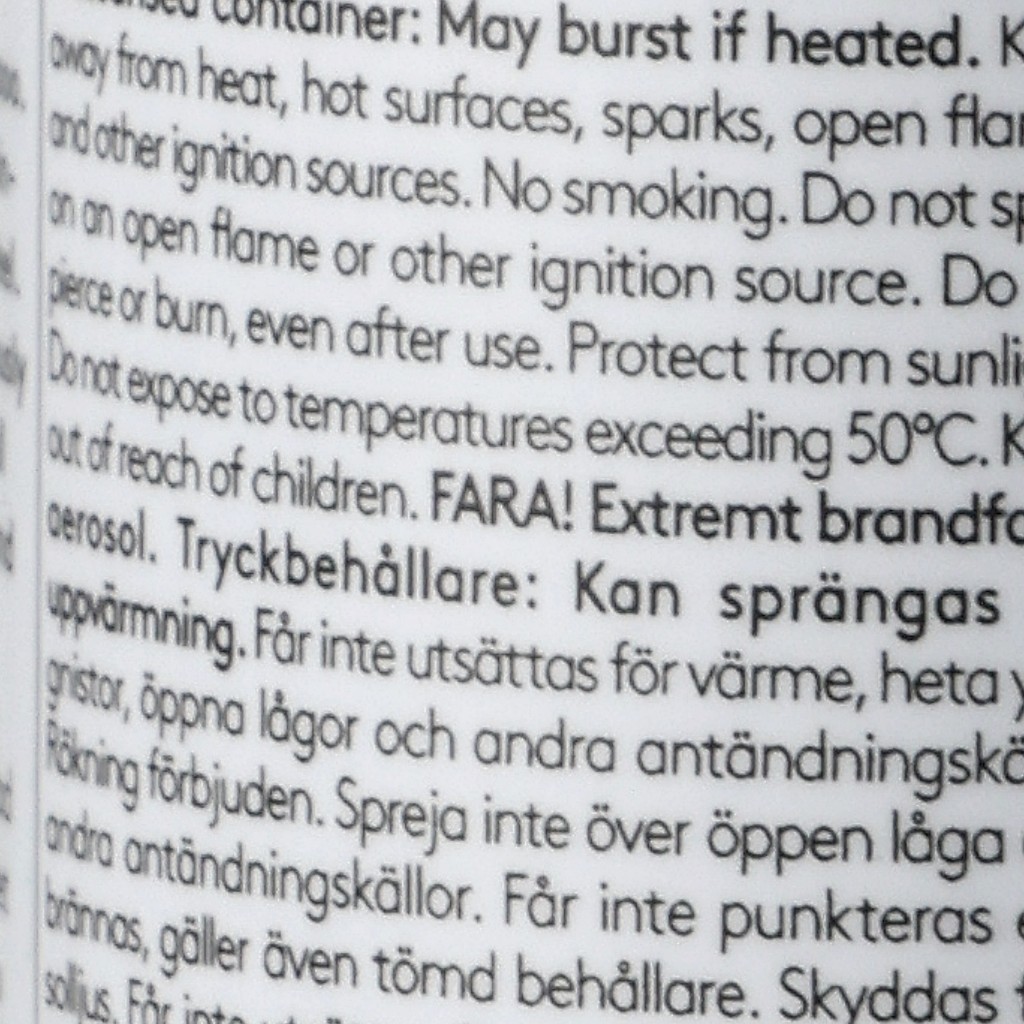 container: May burst if heated.
away from heat, hot surfaces, sparks, open
and other ignition sources. No smoking. Do not
on an open flame or other ignition source. Do
pierce or burn, even after use. Protect from
Do not expose to temperatures exceeding 50°C.
out of reach of children. FARA! Extremt
aerosol. Tryckbehållare: Kan sprängas
uppvärmning. Får inte utsättas för värme, heta
gnistor, öppna lågor och andra
Rökning förbjuden. Spreja inte över öppen låga
andra antändningskällor. Får inte punkteras
brännas, gäller även tömd behållare. Skyddas
solljus. Får inte